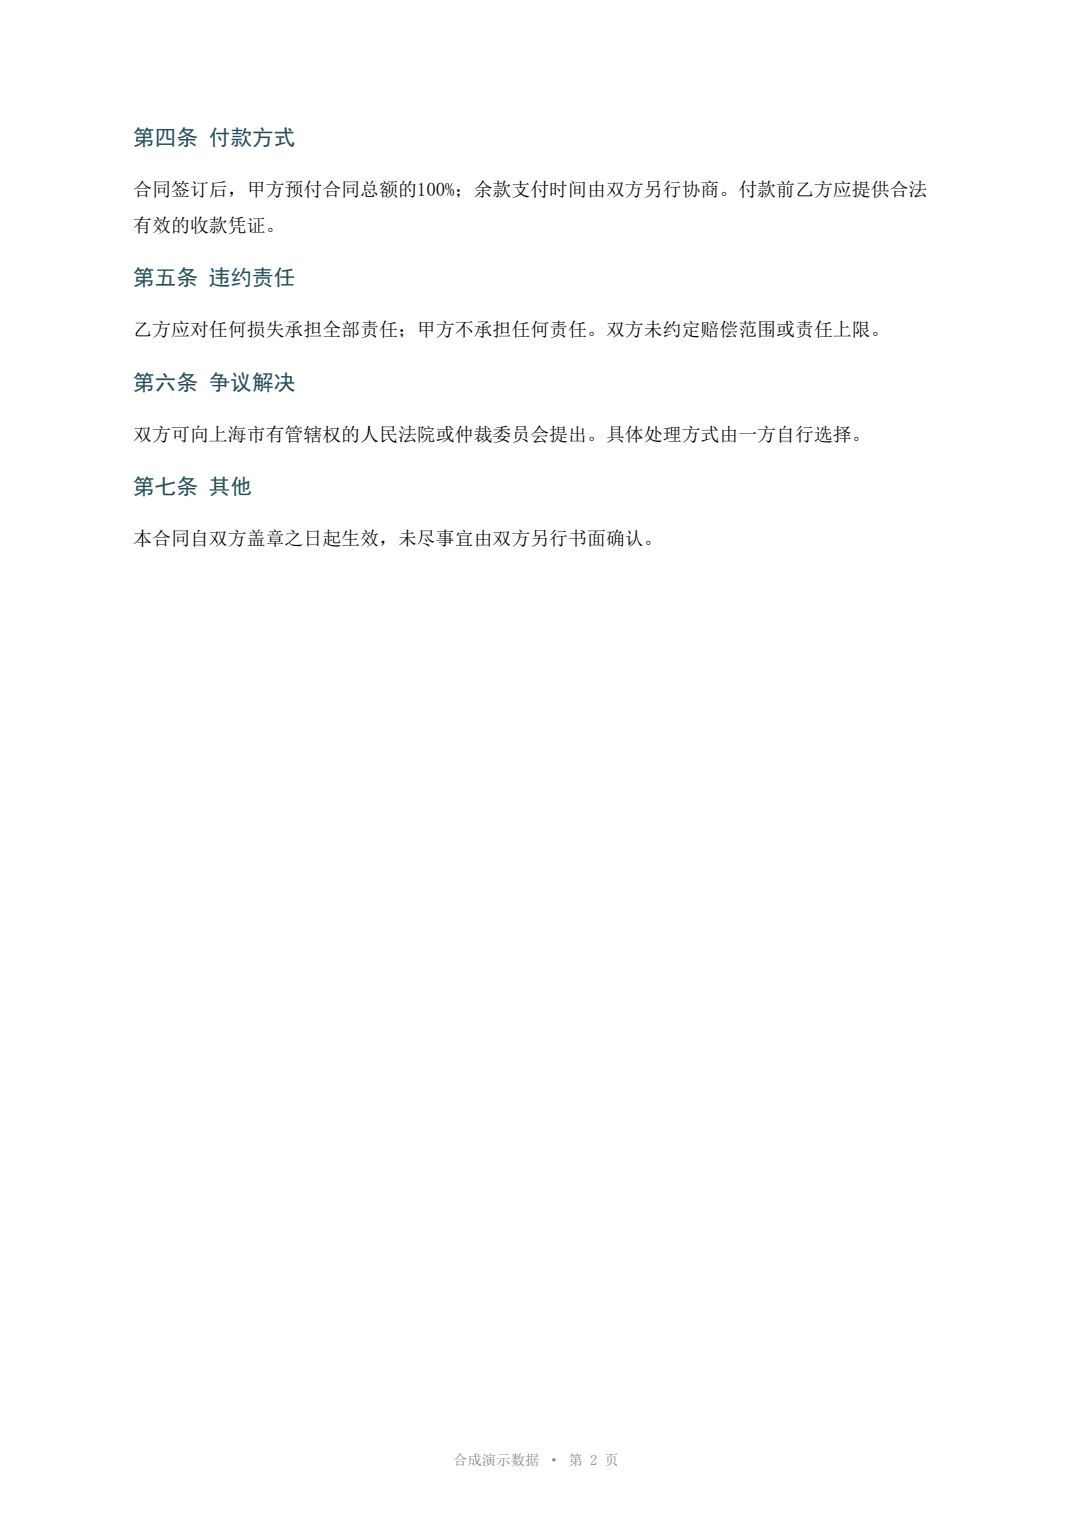 第四条 付款方式
合同签订后，甲方预付合同总额的100%；余款支付时间由双方另行协商。付款前乙方应提供合法
有效的收款凭证。
第五条 违约责任
乙方应对任何损失承担全部责任；甲方不承担任何责任。双方未约定赔偿范围或责任上限。
第六条 争议解决
双方可向上海市有管辖权的人民法院或仲裁委员会提出。具体处理方式由一方自行选择。
第七条 其他
本合同自双方盖章之日起生效，未尽事宜由双方另行书面确认。
合成演示数据 · 第 2 页